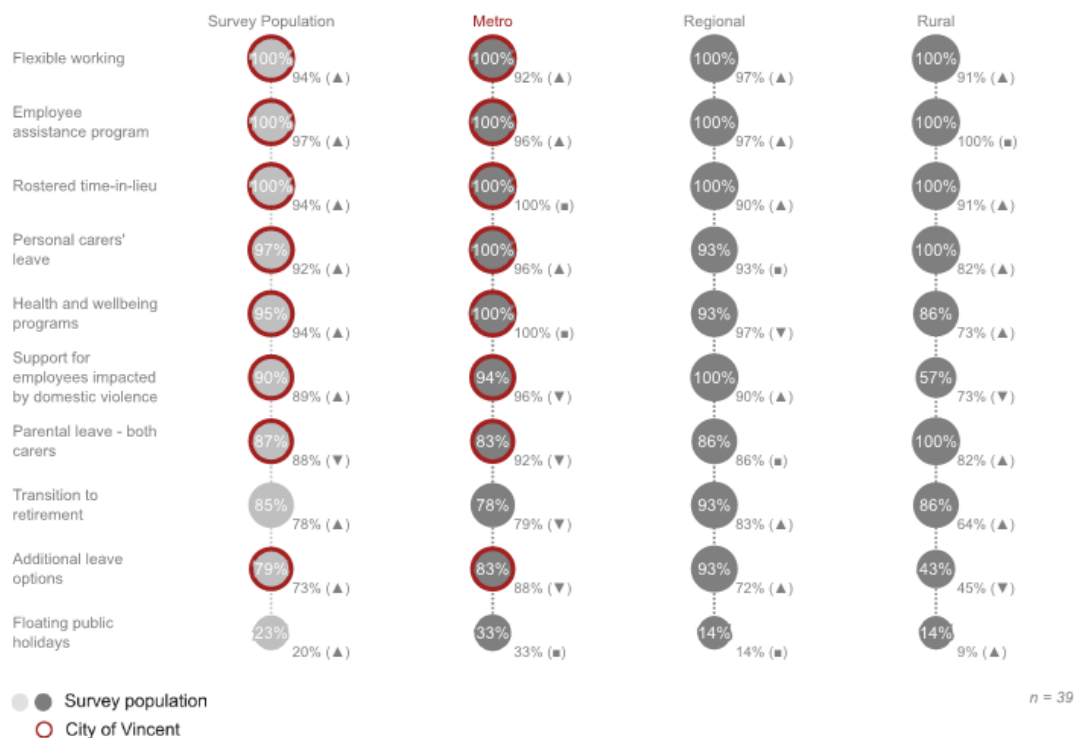 Survey Population Metro Regional Rural
Flexible working 100% 94% (▲) 100% 92% (▲) 100% 97% (▲) 100% 91% (▲)
Employee
assistance program 100% 97% (▲) 100% 96% (▲) 100% 97% (▲) 100% 100% (■)
Rostered time-in-lieu 100% 94% (▲) 100% 100% (■) 100% 90% (▲) 100% 91% (▲)
Personal carers'
leave 97% 92% (▲) 100% 96% (▲) 93% 93% (■) 100% 82% (▲)
Health and wellbeing
programs 95% 94% (▲) 100% 100% (■) 93% 97% (▼) 86% 73% (▲)
Support for
employees impacted
by domestic violence 90% 89% (▲) 94% 96% (▼) 100% 90% (▲) 57% 73% (▼)
Parental leave - both
carers 87% 88% (▼) 83% 92% (▼) 86% 86% (■) 100% 82% (▲)
Transition to
retirement 85% 78% (▲) 78% 79% (▼) 93% 83% (▲) 86% 64% (▲)
Additional leave
options 79% 73% (▲) 83% 88% (▼) 93% 72% (▲) 43% 45% (▼)
Floating public
holidays 23% 20% (▲) 33% 33% (■) 14% 14% (■) 14% 9% (▲)
Survey population
n = 39
City of Vincent